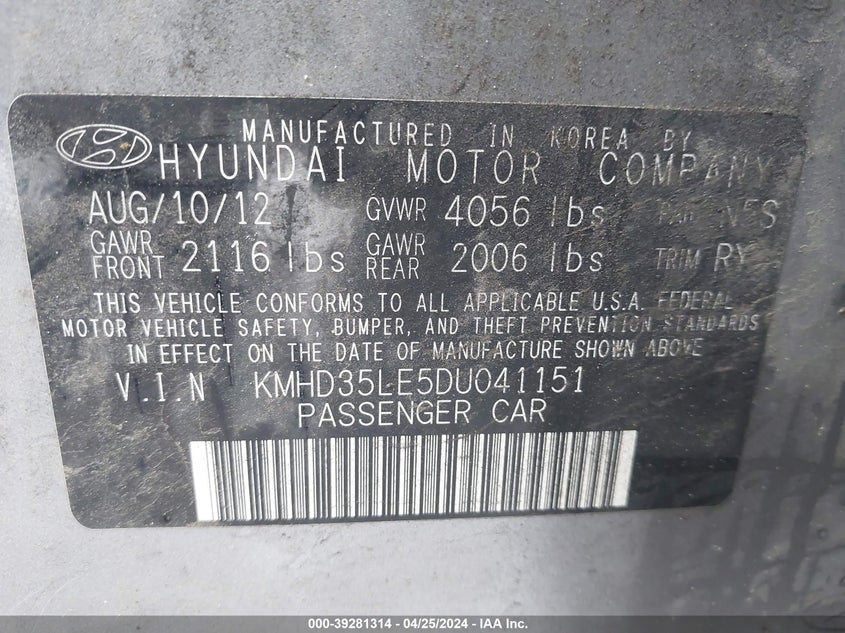 MANUFACTURED IN KOREA BY
HYUNDAI MOTOR COMPANY
AUG/10/12 GVWR 4056 lbs V5S
GAWR FRONT 2116 lbs GAWR REAR 2006 lbs TRIM RY
THIS VEHICLE CONFORMS TO ALL APPLICABLE U.S.A. FEDERAL
MOTOR VEHICLE SAFETY, BUMPER, AND THEFT PREVENTION STANDARDS
IN EFFECT ON THE DATE OF MANUFACTURE SHOWN ABOVE
V.I.N KMHD35LE5DU041151
PASSENGER CAR
000-39281314 - 04/25/2024 - IAA Inc.